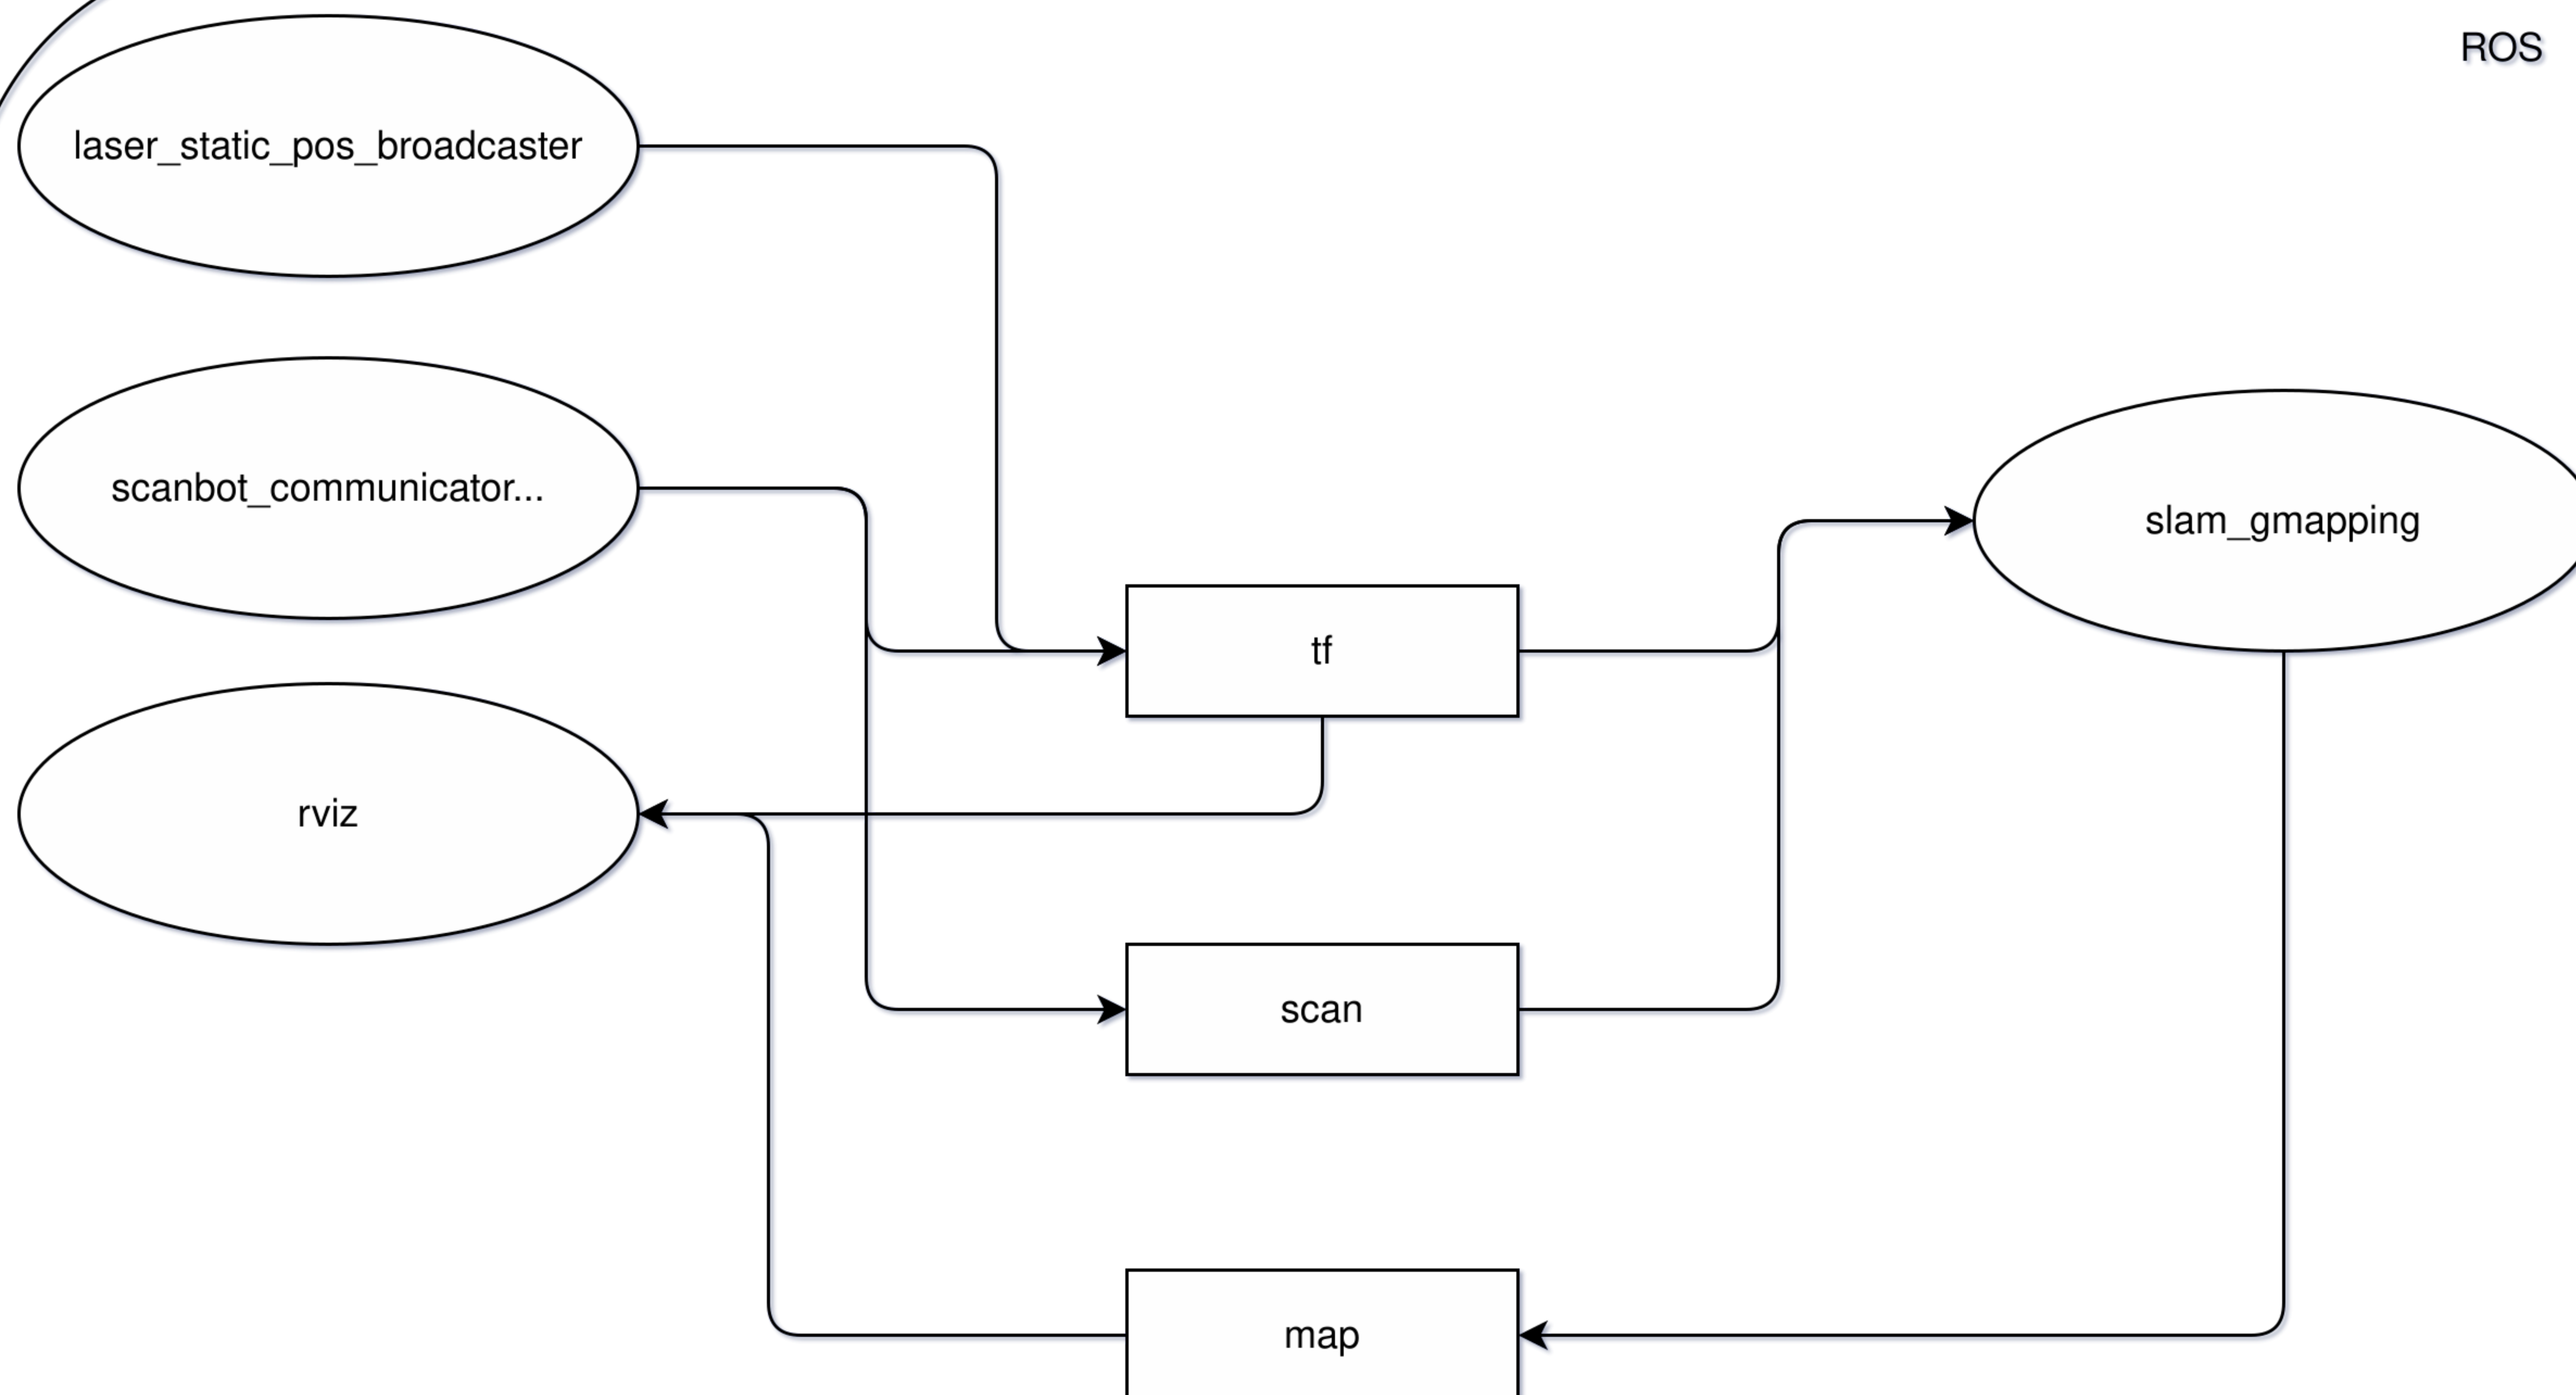 ROS
laser_static_pos_broadcaster
scanbot_communicator...
slam_gmapping
tf
rviz
scan
map